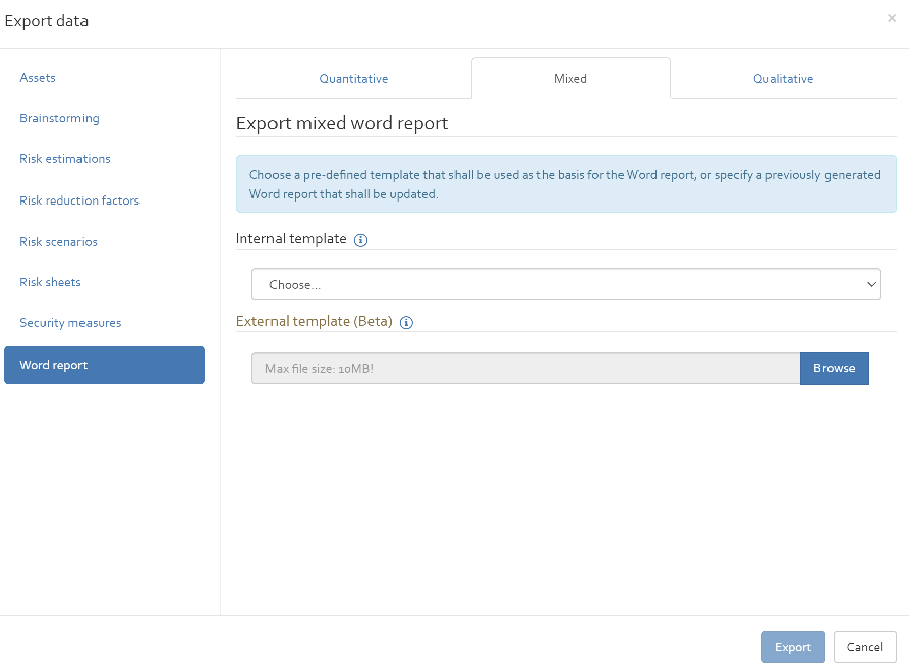 Export data
×
Assets
Brainstorming
Risk estimations
Risk reduction factors
Risk scenarios
Risk sheets
Security measures
Word report
Quantitative
Mixed
Qualitative
Export mixed word report
Choose a pre-defined template that shall be used as the basis for the Word report, or specify a previously generated
Word report that shall be updated.
Internal template
Choose...
External template (Beta)
Max file size: 10MB!
Browse
Export
Cancel